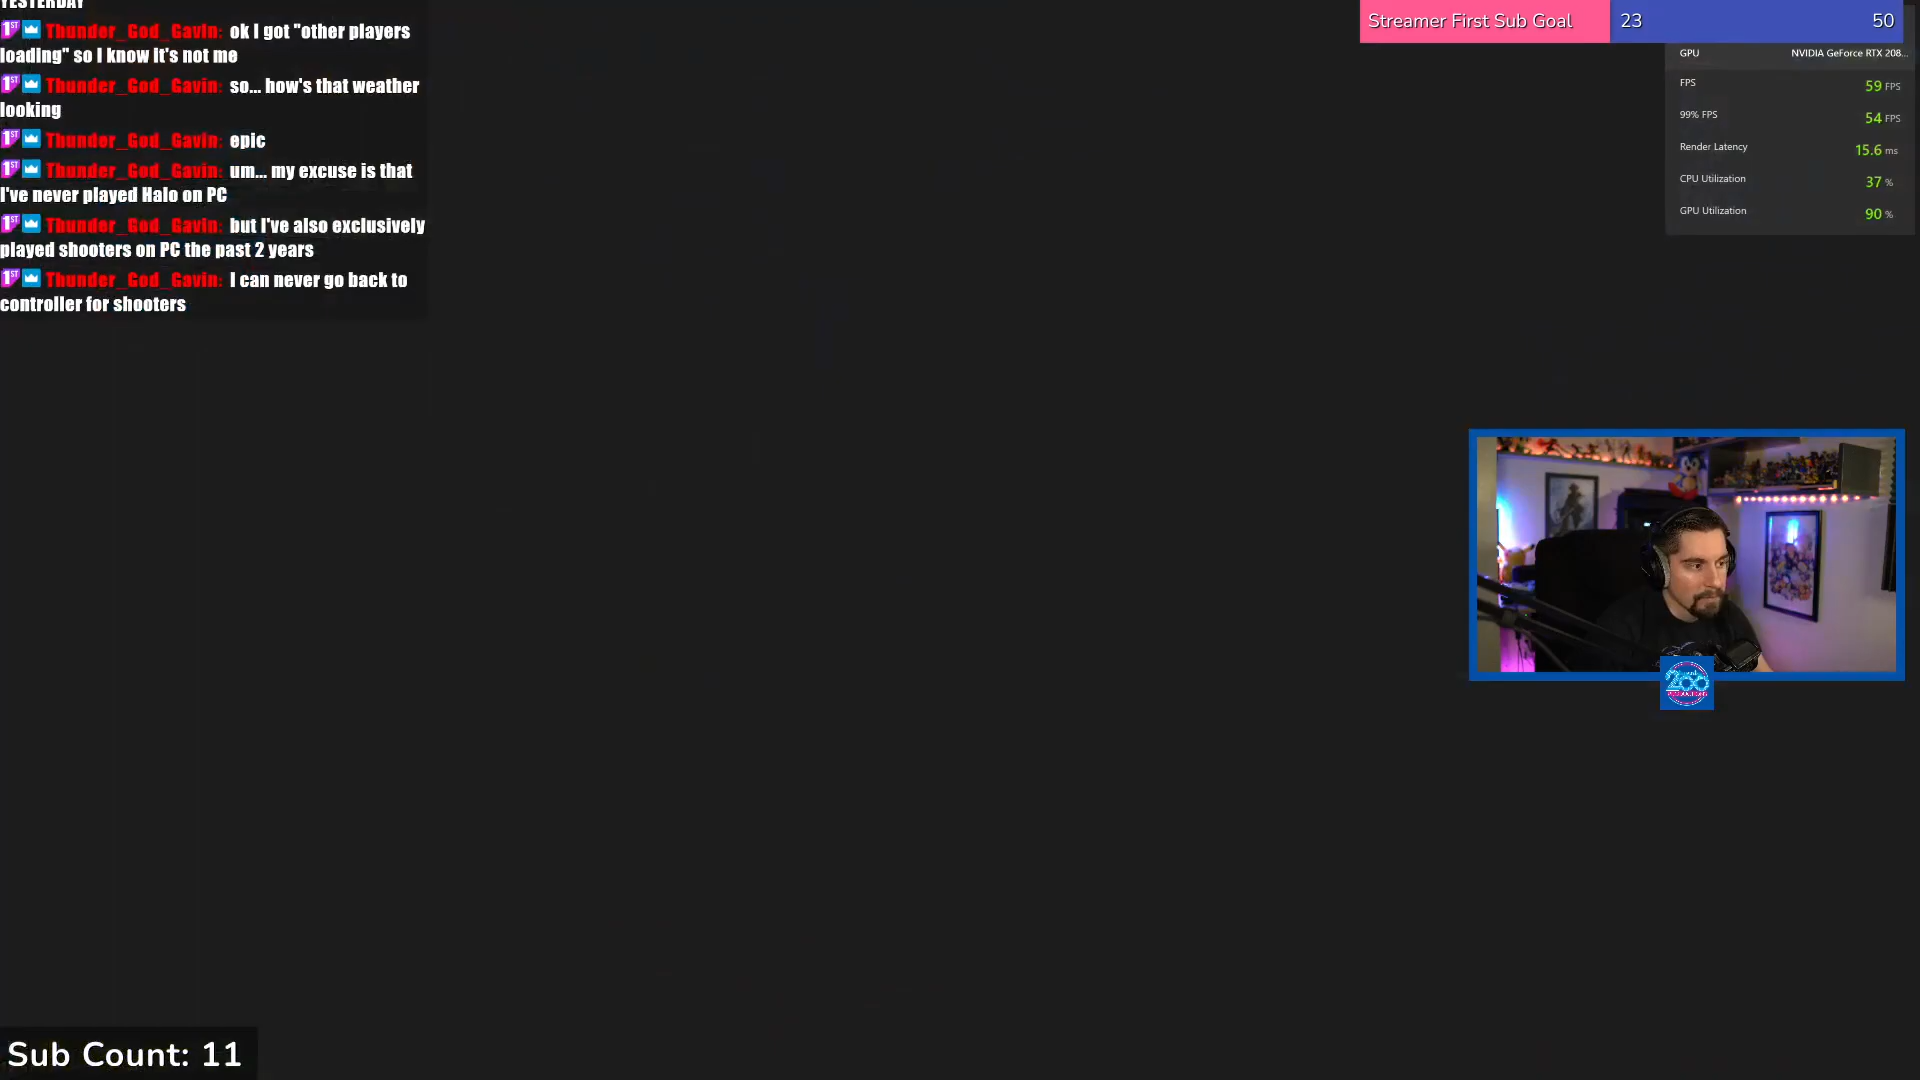 YESTERDAY
Thunder_God_Gavin: ok I got "other players
loading" so I know it's not me
Thunder_God_Gavin: so... how's that weather
looking
Thunder_God_Gavin: epic
Thunder_God_Gavin: um... my excuse is that
I've never played Halo on PC
Thunder_God_Gavin: but I've also exclusively
played shooters on PC the past 2 years
Thunder_God_Gavin: I can never go back to
controller for shooters
Streamer First Sub Goal 23 50
GPU NVIDIA GeForce RTX 208...
FPS 59 FPS
99% FPS 54 FPS
Render Latency 15.6 ms
CPU Utilization 37 %
GPU Utilization 90 %
Sub Count: 11